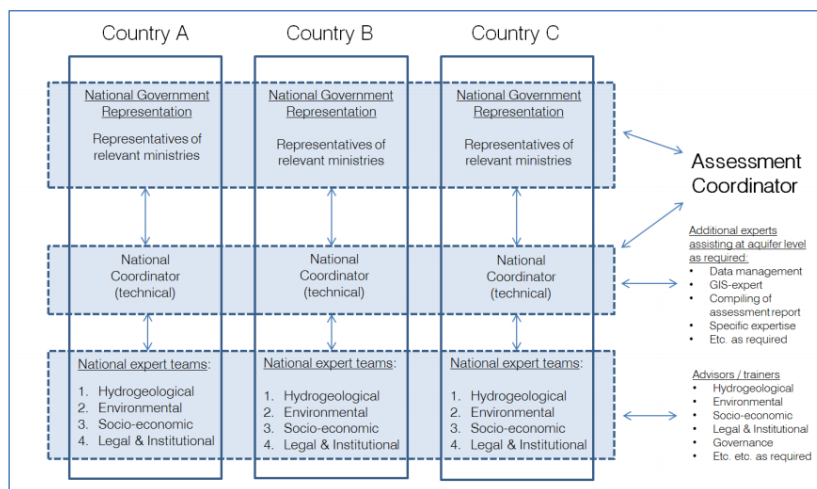 Country A
Country B
Country C
National Government
Representation
Representatives of
relevant ministries
National Government
Representation
Representatives of
relevant ministries
National Government
Representation
Representatives of
relevant ministries
Assessment
Coordinator
National
Coordinator
(technical)
National
Coordinator
(technical)
National
Coordinator
(technical)
Additional experts
assisting at aquifer level
as required:
• Data management
• GIS-expert
• Compiling of
assessment report
• Specific expertise
• Etc. as required
National expert teams:
1. Hydrogeological
2. Environmental
3. Socio-economic
4. Legal & Institutional
National expert teams:
1. Hydrogeological
2. Environmental
3. Socio-economic
4. Legal & Institutional
National expert teams:
1. Hydrogeological
2. Environmental
3. Socio-economic
4. Legal & Institutional
Advisors / trainers
• Hydrogeological
• Environmental
• Socio-economic
• Legal & Institutional
• Governance
• Etc. etc. as required